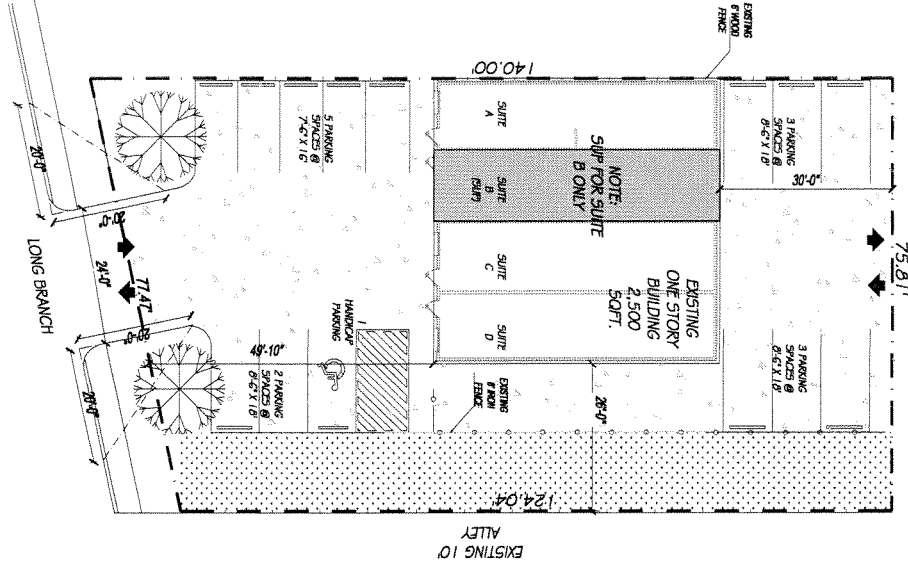 EXISTING
6' WOOD
FENCE
140.00'
5 PARKING
SPACES @
7'-6" X 16'
SUITE
A
NOTE:
SUP FOR SUITE
B ONLY
SUITE
B
(SUP)
3 PARKING
SPACES @
8'-6" X 18'
30'-0"
75.81'
20'-0"
20'-0"
LONG BRANCH
24'-0"
77.47'
20'-0"
20'-0"
SUITE
C
EXISTING
ONE STORY
BUILDING
2,500
SQFT.
SUITE
D
1
HANDICAP
PARKING
49'-10"
2 PARKING
SPACES @
8'-6" X 18'
EXISTING
8' IRON
FENCE
26'-0"
3 PARKING
SPACES @
8'-6" X 18'
124.04'
EXISTING 10'
ALLEY